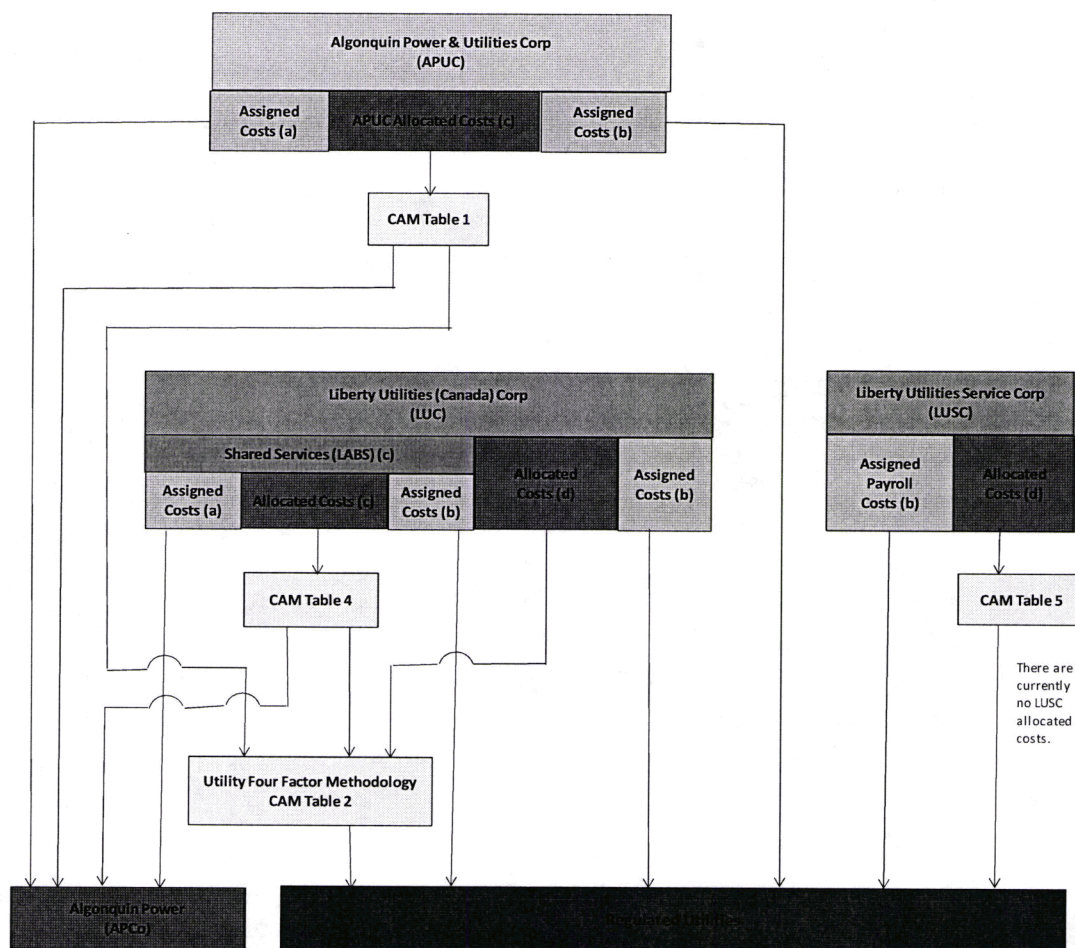 Algonquin Power & Utilities Corp
(APUC)
Assigned
Costs (a)
APUC Allocated Costs (c)
Assigned
Costs (b)
CAM Table 1
Liberty Utilities (Canada) Corp
(LUC)
Shared Services (LABS) (c)
Assigned
Costs (a)
Allocated Costs (c)
Assigned
Costs (b)
Allocated
Costs (d)
Assigned
Costs (b)
Liberty Utilities Service Corp
(LUSC)
Assigned
Payroll
Costs (b)
Allocated
Costs (d)
CAM Table 4
CAM Table 5
There are
currently
no LUSC
allocated
costs.
Utility Four Factor Methodology
CAM Table 2
Algonquin Power
(APCo)
Regulated Utilities